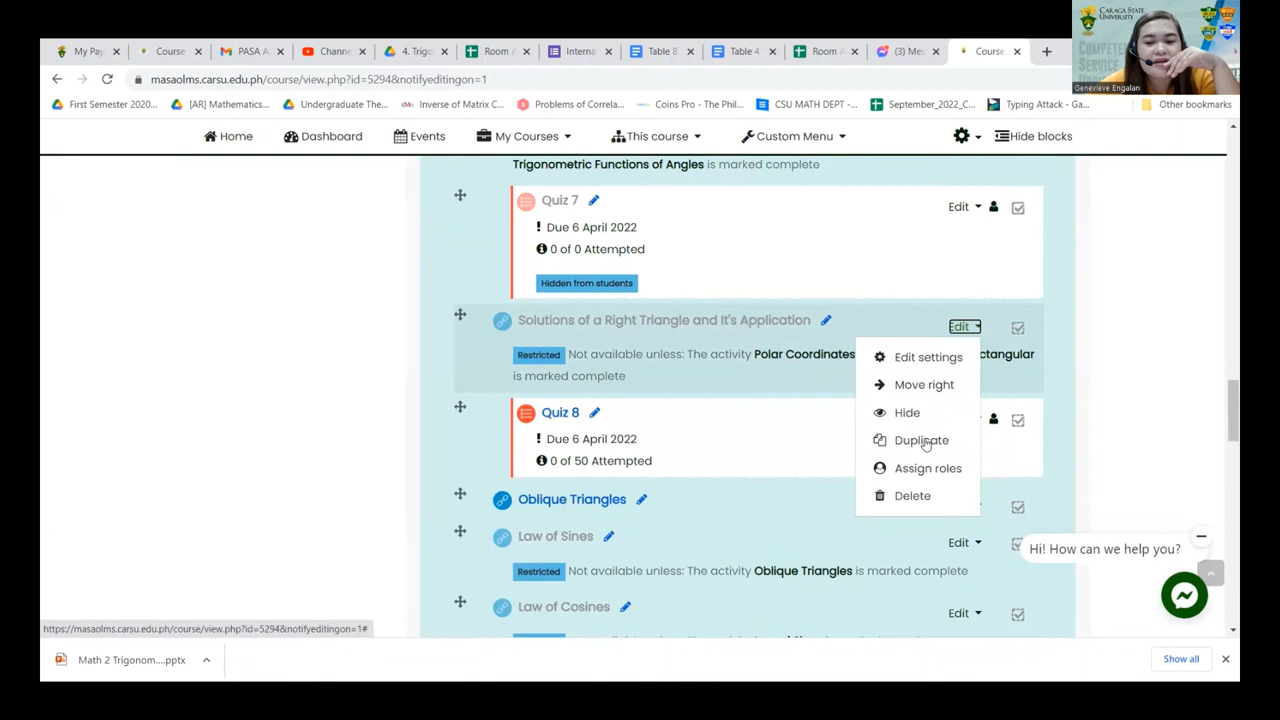 CARAGA STATE
UNIVERSITY
Genevieve Engalan
My Pay
Course
PASA A
Channe
4. Trigo
Room A
Interna
Table 8.
Table 4
Room A
(3) Mes
Course:
masaolms.carsu.edu.ph/course/view.php?id=5294&notifyeditingon=1
First Semester 2020...
[AR] Mathematics...
Undergraduate The...
Inverse of Matrix C...
Problems of Correla...
Coins Pro - The Phil...
CSU MATH DEPT -...
September_2022_C...
Typing Attack - Ga...
Other bookmarks
Home
Dashboard
Events
My Courses
This course
Custom Menu
Hide blocks
Trigonometric Functions of Angles is marked complete
Quiz 7
Edit
Due 6 April 2022
0 of 0 Attempted
Hidden from students
Solutions of a Right Triangle and It's Application
Edit
Restricted Not available unless: The activity Polar Coordinates
is marked complete
Edit settings
Move right
Hide
Duplicate
Assign roles
Delete
Quiz 8
Due 6 April 2022
0 of 50 Attempted
Oblique Triangles
Law of Sines
Edit
Restricted Not available unless: The activity Oblique Triangles is marked complete
Hi! How can we help you?
Law of Cosines
Edit
https://masaolms.carsu.edu.ph/course/view.php?id=5294&notifyeditingon=1#
Math 2 Trigonom....pptx
Show all